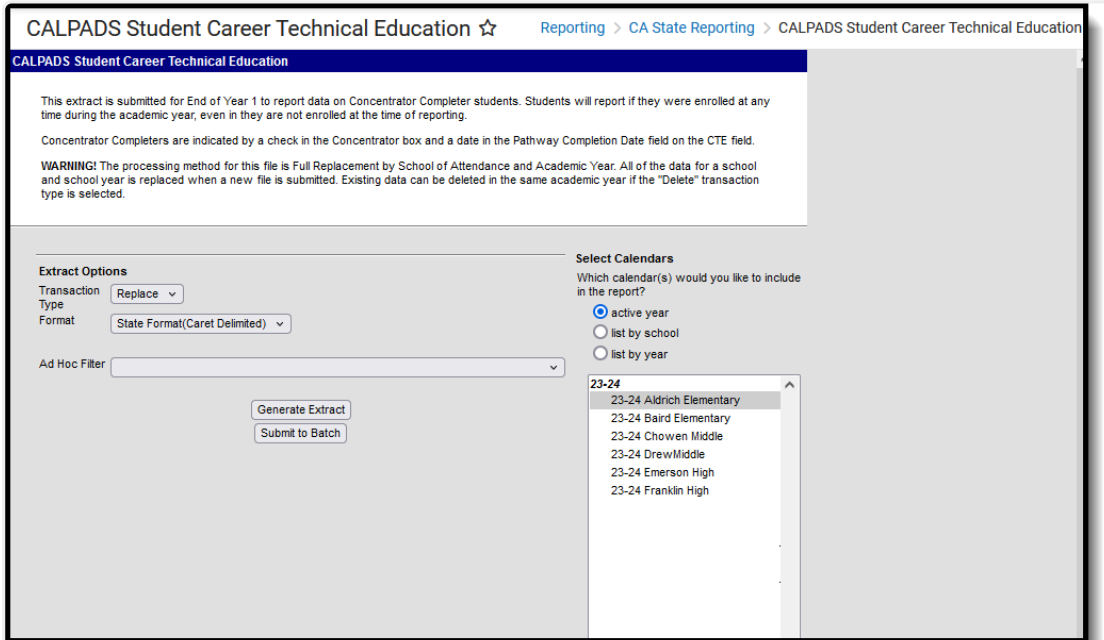 CALPADS Student Career Technical Education ☆ Reporting > CA State Reporting > CALPADS Student Career Technical Education
CALPADS Student Career Technical Education
This extract is submitted for End of Year 1 to report data on Concentrator Completer students. Students will report if they were enrolled at any
time during the academic year, even in they are not enrolled at the time of reporting.
Concentrator Completers are indicated by a check in the Concentrator box and a date in the Pathway Completion Date field on the CTE field.
WARNING! The processing method for this file is Full Replacement by School of Attendance and Academic Year. All of the data for a school
and school year is replaced when a new file is submitted. Existing data can be deleted in the same academic year if the "Delete" transaction
type is selected.
Extract Options
Transaction
Type
Replace
Format
State Format(Caret Delimited)
Ad Hoc Filter
Generate Extract
Submit to Batch
Select Calendars
Which calendar(s) would you like to include
in the report?
active year
list by school
list by year
23-24
23-24 Aldrich Elementary
23-24 Baird Elementary
23-24 Chowen Middle
23-24 DrewMiddle
23-24 Emerson High
23-24 Franklin High